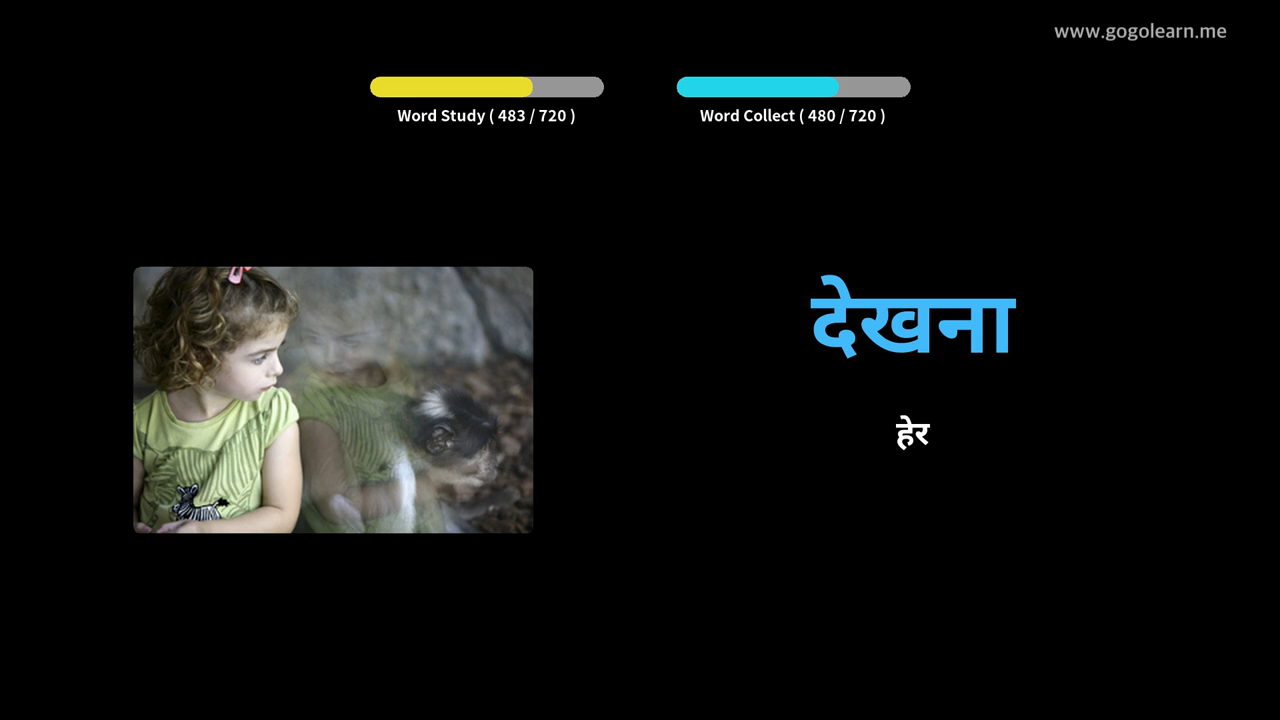 www.gogolearn.me
Word Study ( 483 / 720 )
Word Collect ( 480 / 720 )
देखना
हेर